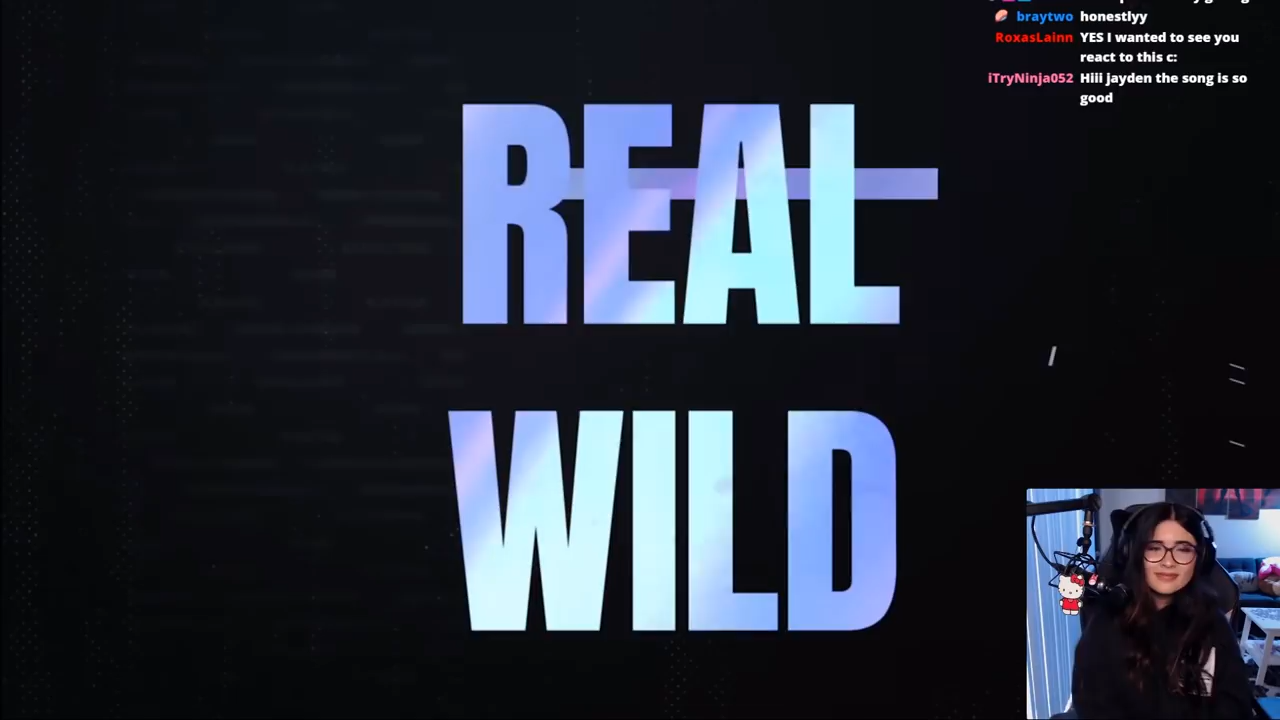 braytwo honestlyy
RoxasLainn YES I wanted to see you
react to this c:
iTryNinja052 Hiii jayden the song is so
good
REAL
WILD